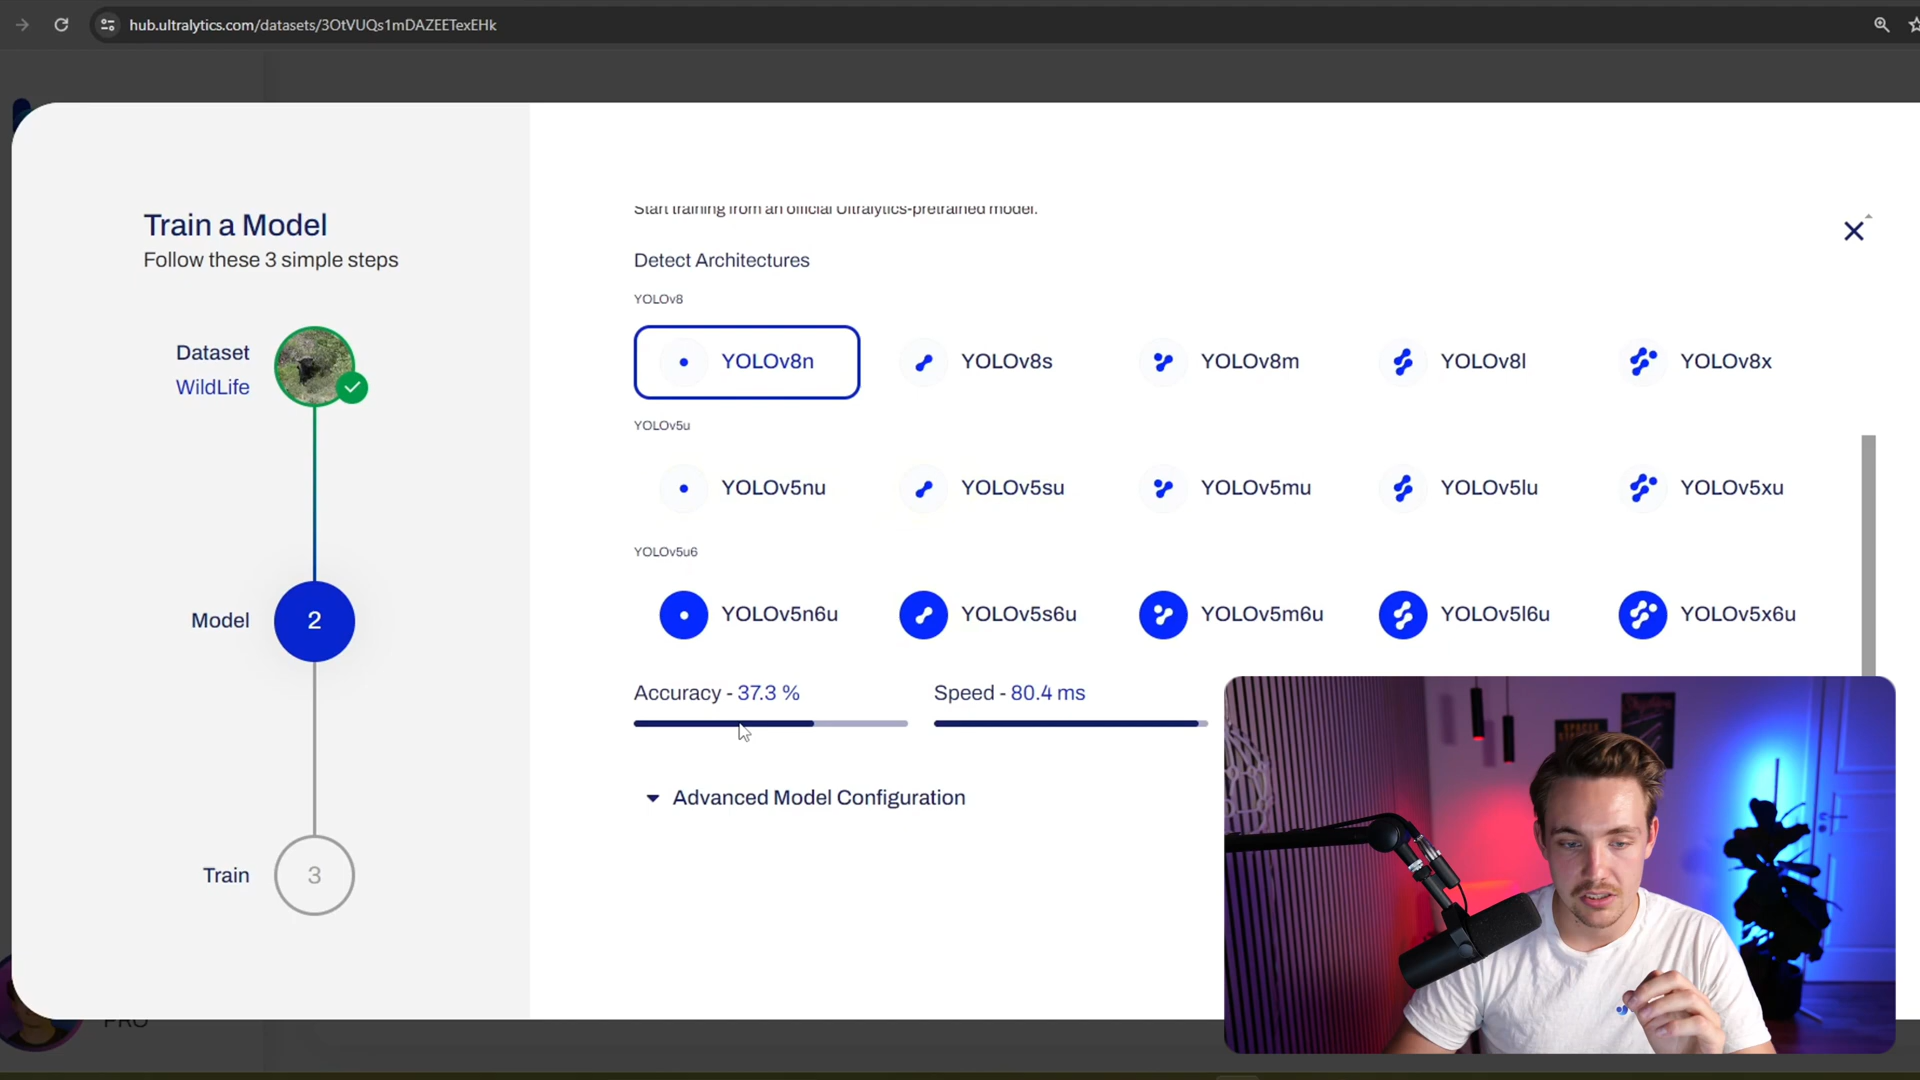 hub.ultralytics.com/datasets/3OtVUQs1mDAZEETexEHk
Train a Model
Follow these 3 simple steps
Dataset
WildLife
Model
2
Train
3
PRO
Start training from an official Ultralytics-pretrained model.
Detect Architectures
YOLOv8
YOLOv8n YOLOv8s YOLOv8m YOLOv8l YOLOv8x
YOLOv5u
YOLOv5nu YOLOv5su YOLOv5mu YOLOv5lu YOLOv5xu
YOLOv5u6
YOLOv5n6u YOLOv5s6u YOLOv5m6u YOLOv5l6u YOLOv5x6u
Accuracy - 37.3 % Speed - 80.4 ms
Advanced Model Configuration